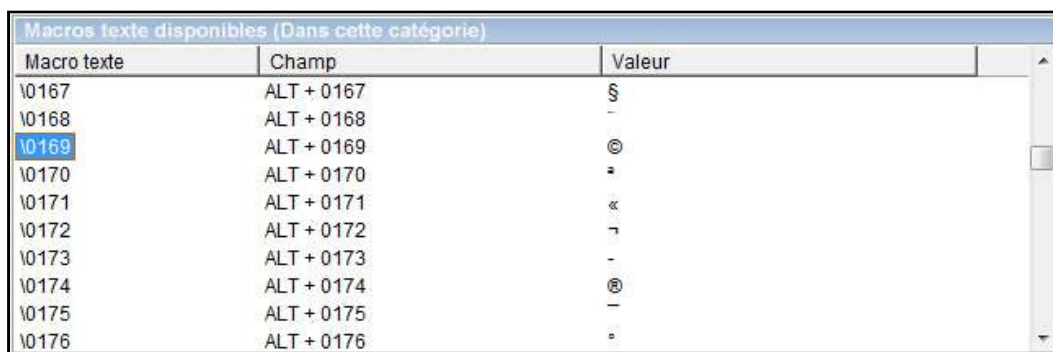 Macros texte disponibles (Dans cette catégorie)
Macro texte Champ Valeur
\0167 ALT + 0167 §
\0168 ALT + 0168 ¨
\0169 ALT + 0169 ©
\0170 ALT + 0170 ª
\0171 ALT + 0171 «
\0172 ALT + 0172 ¬
\0173 ALT + 0173 -
\0174 ALT + 0174 ®
\0175 ALT + 0175 ¯
\0176 ALT + 0176 °